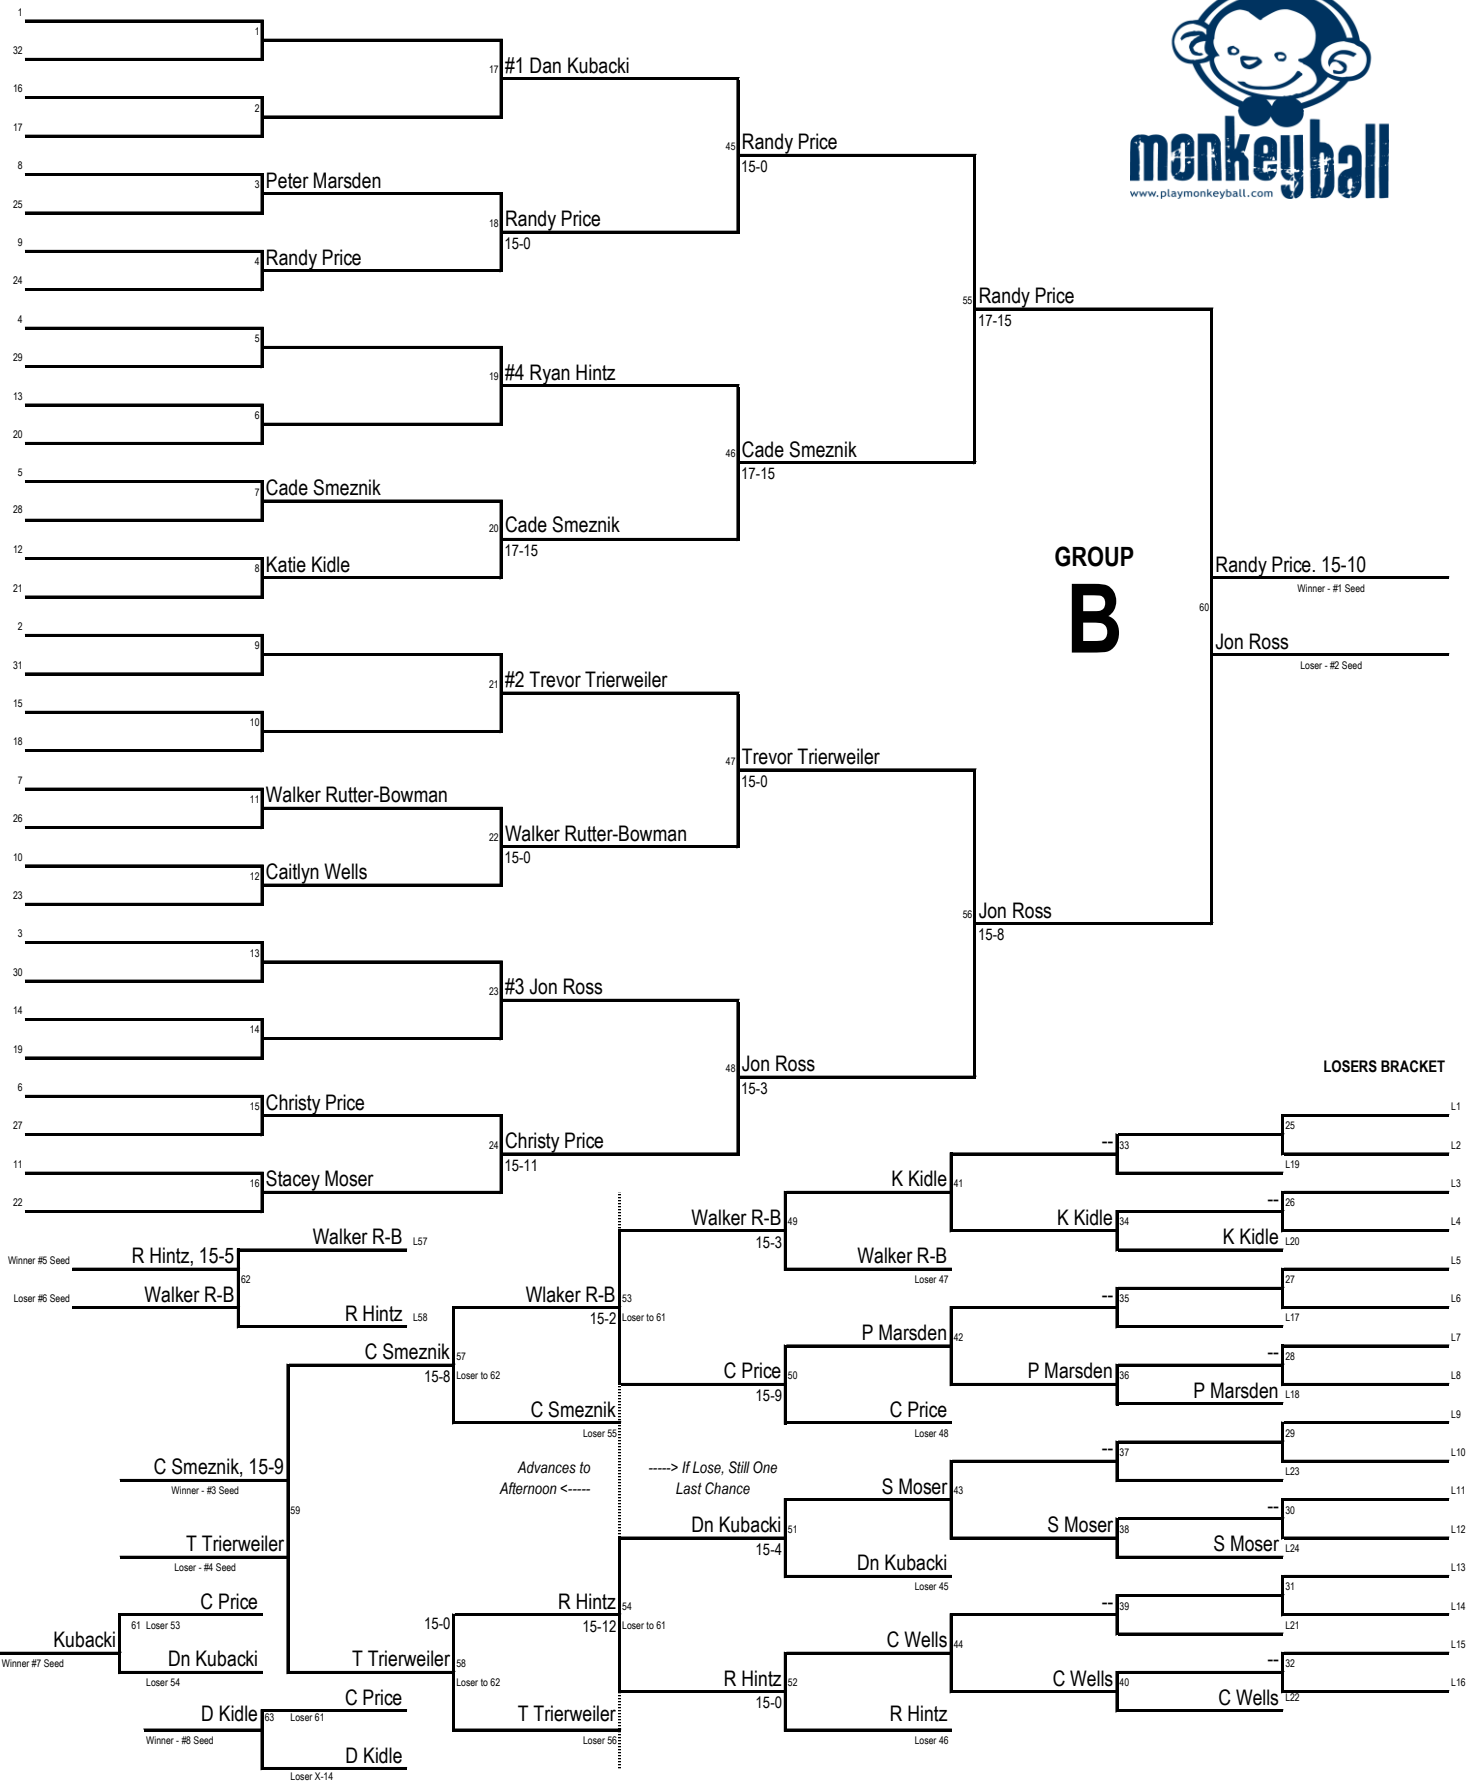 monkeyball
www.playmonkeyball.com
1
32
1
16
17
2
17 #1 Dan Kubacki
8
25
3 Peter Marsden
9
24
4 Randy Price
18 Randy Price
15-0
45 Randy Price
15-0
4
29
5
13
20
6
19 #4 Ryan Hintz
5
28
7 Cade Smeznik
12
21
8 Katie Kidle
20 Cade Smeznik
17-15
46 Cade Smeznik
17-15
55 Randy Price
17-15
2
31
9
15
18
10
21 #2 Trevor Trierweiler
7
26
11 Walker Rutter-Bowman
10
23
12 Caitlyn Wells
22 Walker Rutter-Bowman
15-0
47 Trevor Trierweiler
15-0
3
30
13
14
19
14
23 #3 Jon Ross
6
27
15 Christy Price
11
22
16 Stacey Moser
24 Christy Price
15-11
48 Jon Ross
15-3
56 Jon Ross
15-8
GROUP
B
60
Randy Price. 15-10
Winner - #1 Seed
Jon Ross
Loser - #2 Seed
LOSERS BRACKET
L1
25
L2
-- 33
L19
L3
-- 26
L4
K Kidle 34
K Kidle L20
K Kidle 41
L5
27
L6
-- 35
L17
L7
-- 28
L8
P Marsden 36
P Marsden L18
P Marsden 42
L9
29
L10
-- 37
L23
L11
-- 30
L12
S Moser 38
S Moser L24
S Moser 43
L13
31
L14
-- 39
L21
L15
-- 32
L16
C Wells 40
C Wells L22
C Wells 44
Walker R-B 49
15-3
Walker R-B
Loser 47
C Price 50
15-9
C Price
Loser 48
Dn Kubacki 51
15-4
Dn Kubacki
Loser 45
R Hintz 52
15-0
R Hintz
Loser 46
Wlaker R-B 53
15-2 Loser to 61
C Smeznik
Loser 55
R Hintz 54
15-12 Loser to 61
T Trierweiler
Loser 56
Advances to
Afternoon <-----
-----> If Lose, Still One
Last Chance
C Smeznik 57
15-8 Loser to 62
15-0
T Trierweiler 58
Loser to 62
C Smeznik, 15-9
Winner - #3 Seed
59
T Trierweiler
Loser - #4 Seed
Walker R-B L57
Winner #5 Seed R Hintz, 15-5
62
Loser #6 Seed Walker R-B
R Hintz L58
C Price
61 Loser 53
Kubacki
Winner #7 Seed
Dn Kubacki
Loser 54
C Price
D Kidle 63 Loser 61
Winner - #8 Seed
D Kidle
Loser X-14